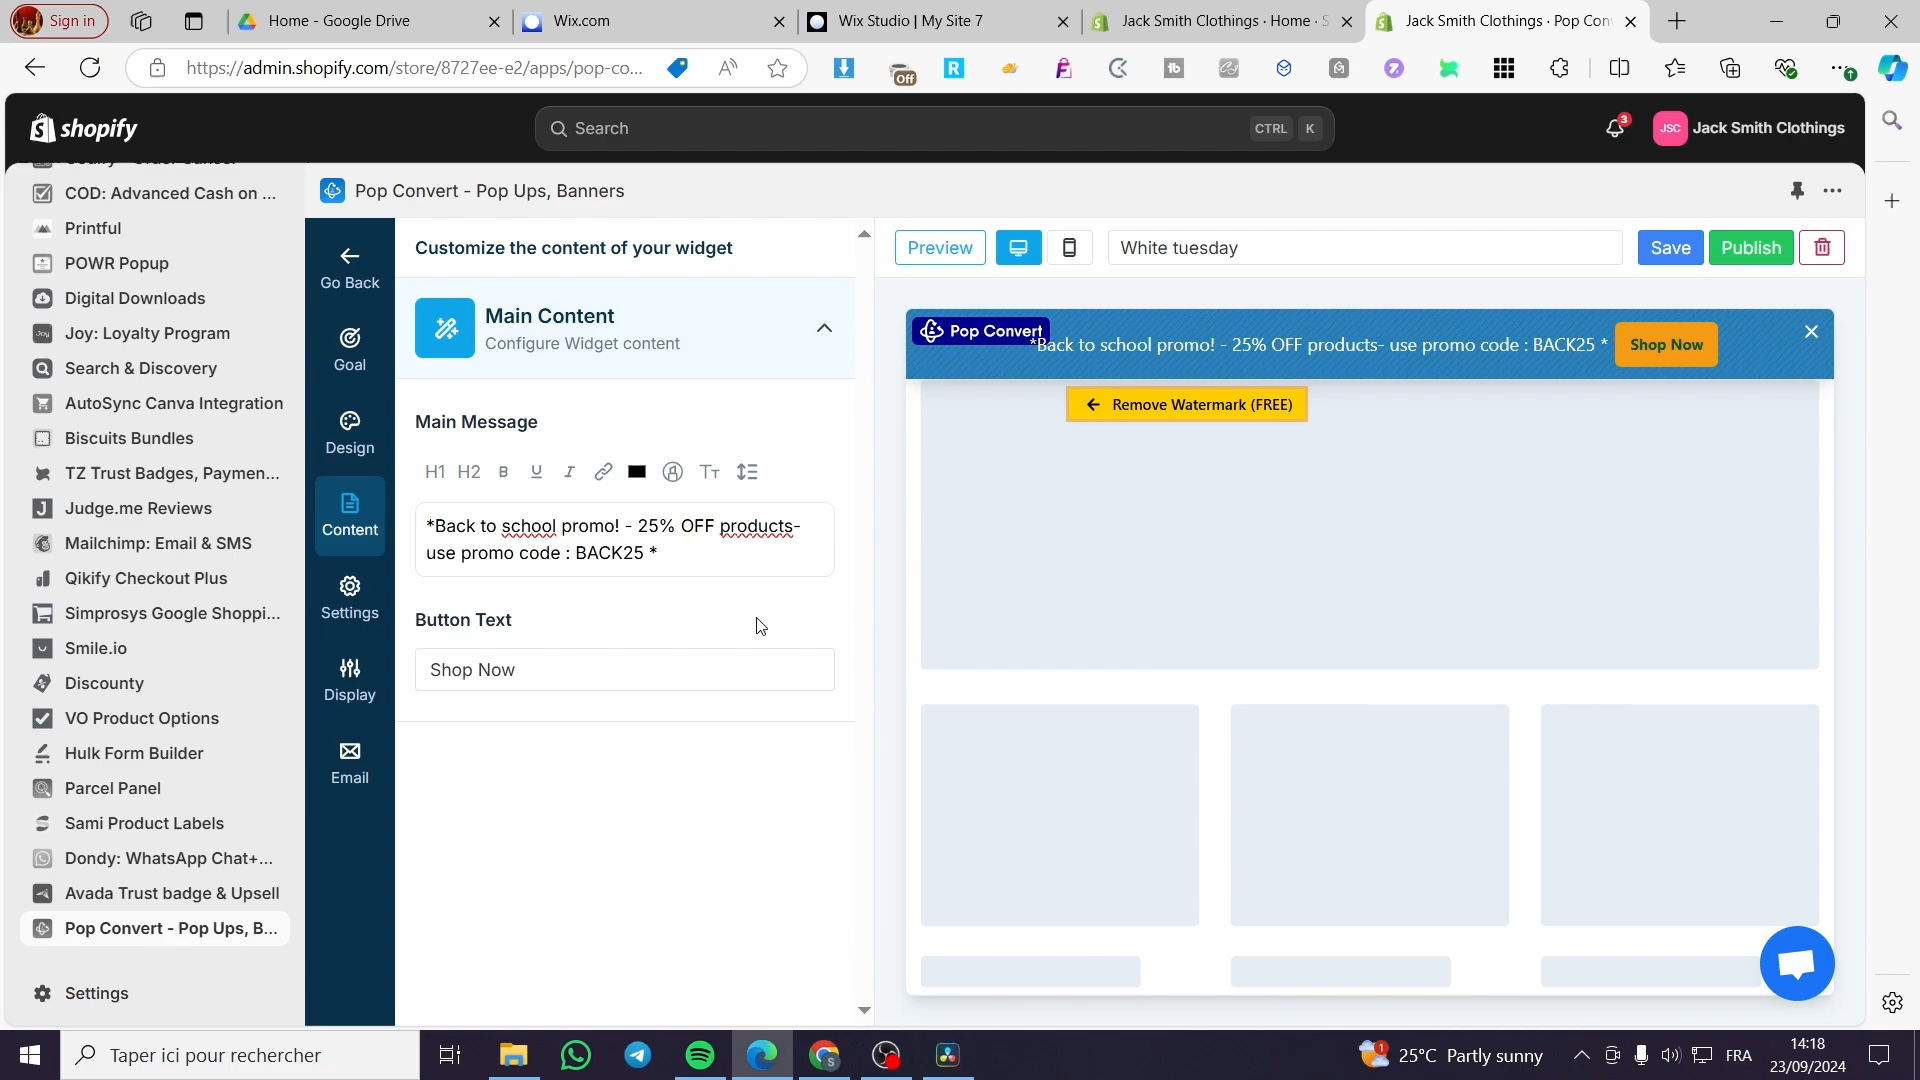 Sign in
Home - Google Drive
Wix.com
Wix Studio | My Site 7
Jack Smith Clothings · Home · S
Jack Smith Clothings · Pop Con
https://admin.shopify.com/store/8727ee-e2/apps/pop-co...
Off
shopify
Search
CTRL K
3
JSC
Jack Smith Clothings
COD: Advanced Cash on ...
Printful
POWR Popup
Digital Downloads
Joy: Loyalty Program
Search & Discovery
AutoSync Canva Integration
Biscuits Bundles
TZ Trust Badges, Paymen...
Judge.me Reviews
Mailchimp: Email & SMS
Qikify Checkout Plus
Simprosys Google Shoppi...
Smile.io
Discounty
VO Product Options
Hulk Form Builder
Parcel Panel
Sami Product Labels
Dondy: WhatsApp Chat+...
Avada Trust badge & Upsell
Pop Convert - Pop Ups, B...
Settings
Pop Convert - Pop Ups, Banners
Go Back
Goal
Design
Content
Settings
Display
Email
Customize the content of your widget
Main Content
Configure Widget content
Main Message
H1 H2 B U I
*Back to school promo! - 25% OFF products-
use promo code : BACK25 *
Button Text
Shop Now
Preview
White tuesday
Save
Publish
Pop Convert
*Back to school promo! - 25% OFF products- use promo code : BACK25 *
Shop Now
Remove Watermark (FREE)
Taper ici pour rechercher
1
25°C Partly sunny
FRA
14:18
23/09/2024